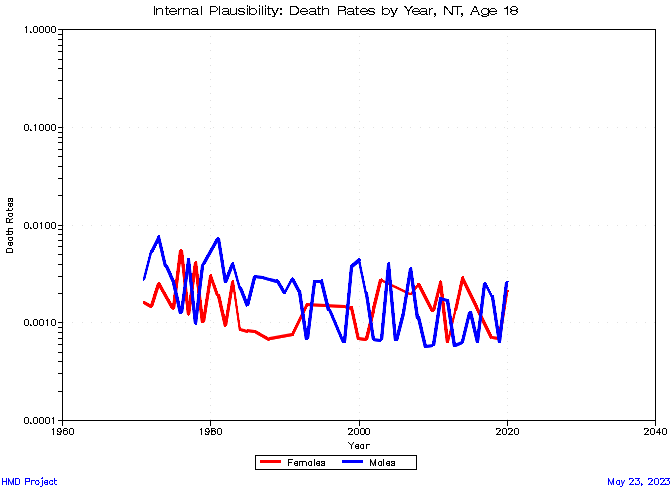 Internal Plausibility: Death Rates by Year, NT, Age 18
1.0000
0.1000
0.0100
0.0010
0.0001
Death Rates
1960
1980
2000
2020
2040
Year
Females
Males
HMD Project
May 23, 2023